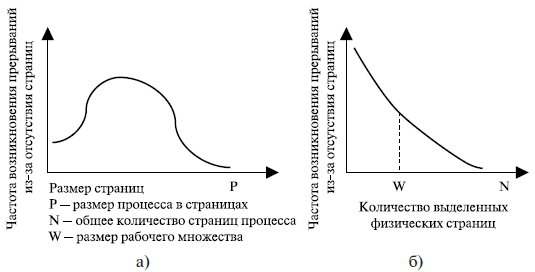 Частота возникновения прерываний
из–за отсутствия страниц
Размер страниц
P
P – размер процесса в страницах
N – общее количество страниц процесса
W – размер рабочего множества
а)
Частота возникновения прерываний
из–за отсутствия страниц
W
N
Количество выделенных
физических страниц
б)